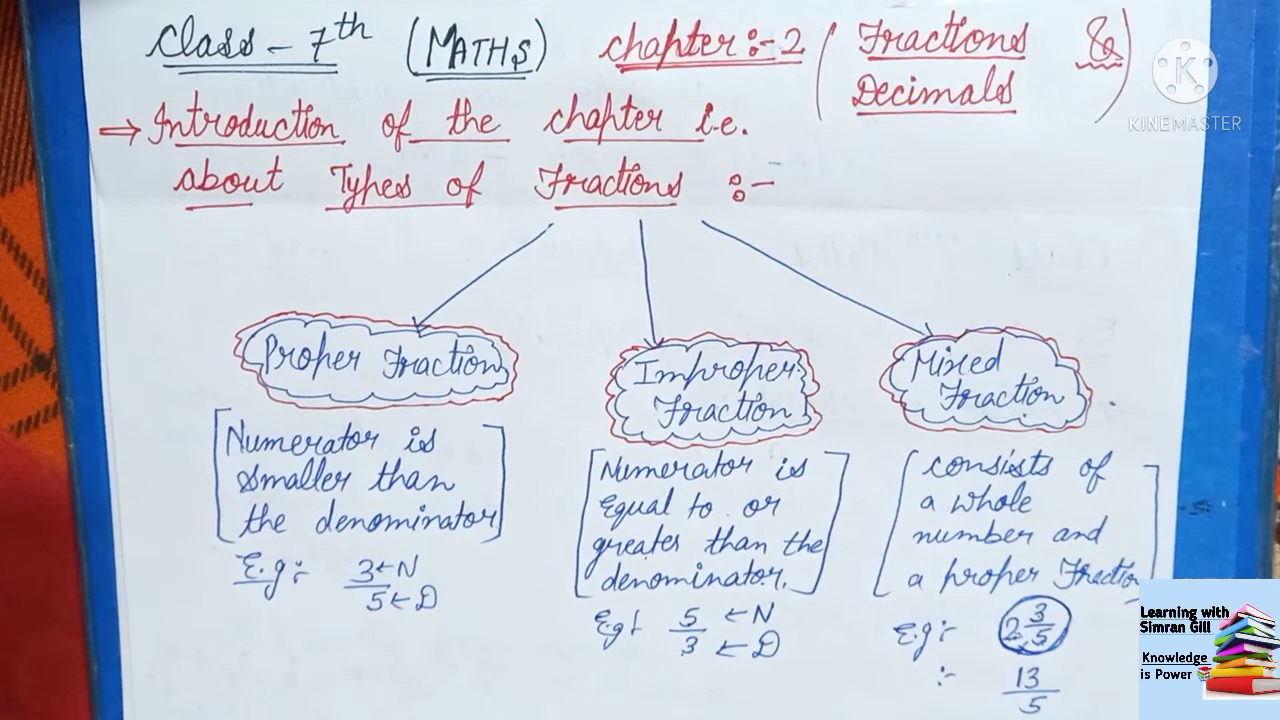 Class - 7th (MATHS) chapter :- 2 ( Fractions &
Decimals )
KINEMASTER
⇒ Introduction of the chapter i.e.
about Types of Fractions :-
Proper Fraction
Improper
Fraction
Mixed
Fraction
[Numerator is
smaller than
the denominator]
E.g :- 3 ← N
5 ← D
[Numerator is
Equal to or
greater than the
denominator.]
Eg :- 5 ← N
3 ← D
[consists of
a whole
number and
a proper Fraction
E.g :- 2 3/5
:- 13/5
Learning with
Simran Gill
Knowledge
is Power